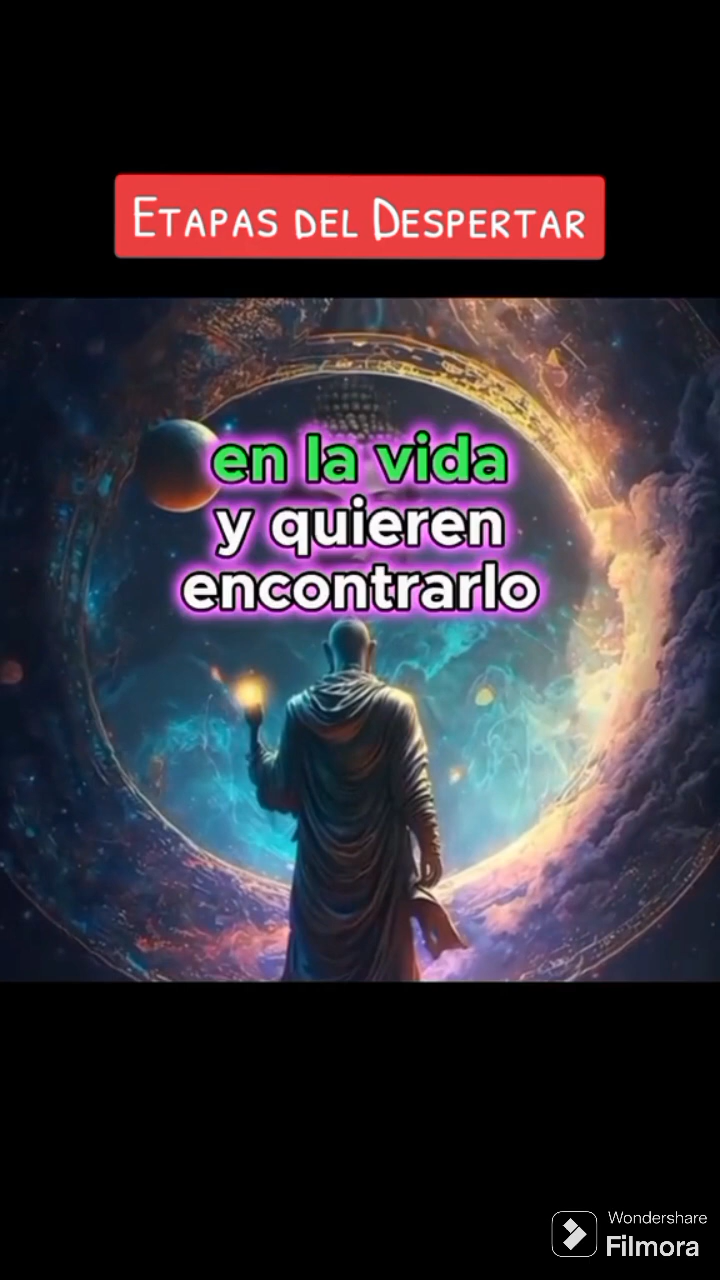 Etapas del Despertar
en la vida
y quieren
encontrarlo
Wondershare
Filmora